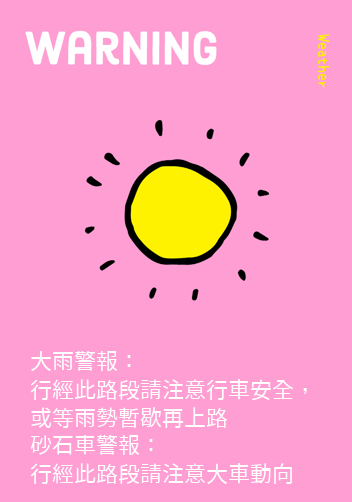 WARNING
Weather
大雨警報：
行經此路段請注意行車安全，
或等雨勢暫歇再上路
砂石車警報：
行經此路段請注意大車動向